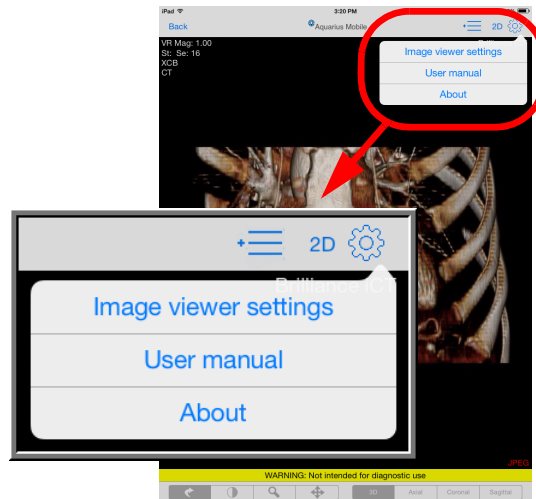 iPad 3:20 PM
Back Aquarius Mobile 2D
VR Mag: 1.00
St: Se: 16
XCB
CT
Image viewer settings
User manual
About
2D
Brilliance iCT
Image viewer settings
User manual
About
JPEG
WARNING: Not intended for diagnostic use
3D Axial Coronal Sagittal